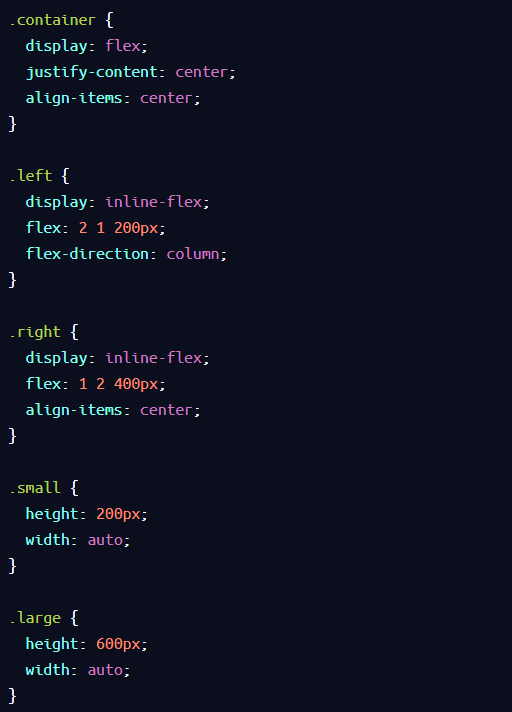 .container {
  display: flex;
  justify-content: center;
  align-items: center;
}

.left {
  display: inline-flex;
  flex: 2 1 200px;
  flex-direction: column;
}

.right {
  display: inline-flex;
  flex: 1 2 400px;
  align-items: center;
}

.small {
  height: 200px;
  width: auto;
}

.large {
  height: 600px;
  width: auto;
}